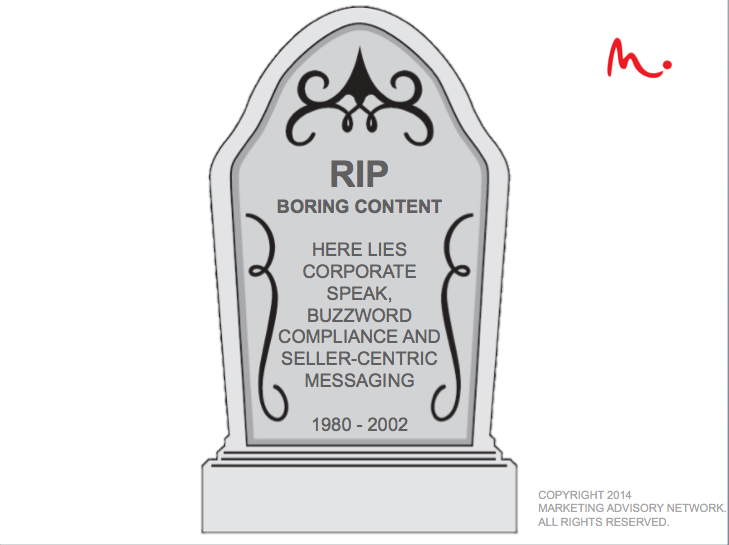 RIP
BORING CONTENT
HERE LIES
CORPORATE
SPEAK,
BUZZWORD
COMPLIANCE AND
SELLER-CENTRIC
MESSAGING
1980 - 2002
COPYRIGHT 2014
MARKETING ADVISORY NETWORK.
ALL RIGHTS RESERVED.